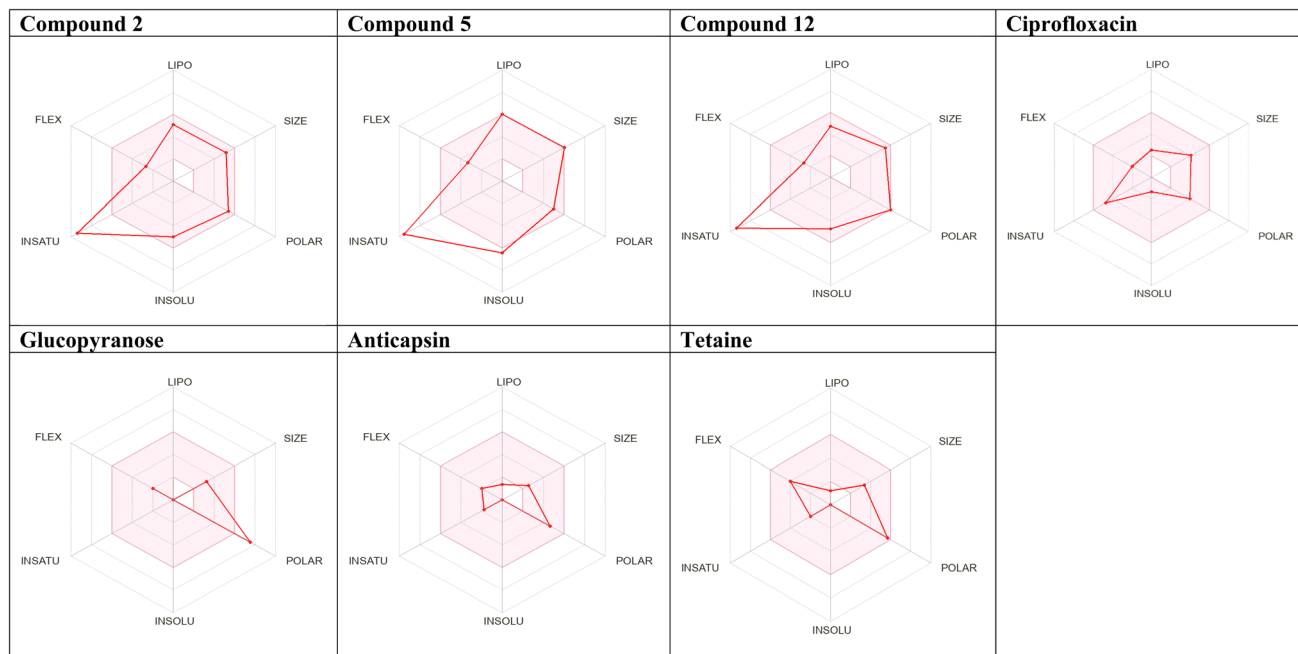 Compound 2
Compound 5
Compound 12
Ciprofloxacin
LIPO
FLEX
SIZE
INSATU
POLAR
INSOLU
LIPO
FLEX
SIZE
INSATU
POLAR
INSOLU
LIPO
FLEX
SIZE
INSATU
POLAR
INSOLU
LIPO
FLEX
SIZE
INSATU
POLAR
INSOLU
Glucopyranose
Anticapsin
Tetaine
LIPO
FLEX
SIZE
INSATU
POLAR
INSOLU
LIPO
FLEX
SIZE
INSATU
POLAR
INSOLU
LIPO
FLEX
SIZE
INSATU
POLAR
INSOLU